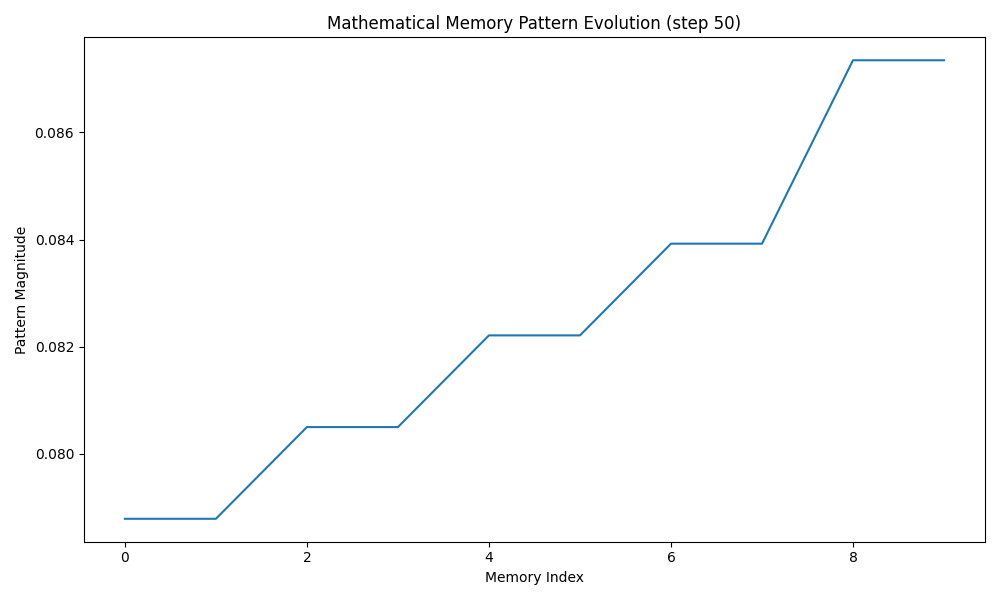 Mathematical Memory Pattern Evolution (step 50)
0.086
0.084
0.082
0.080
Pattern Magnitude
0 2 4 6 8
Memory Index